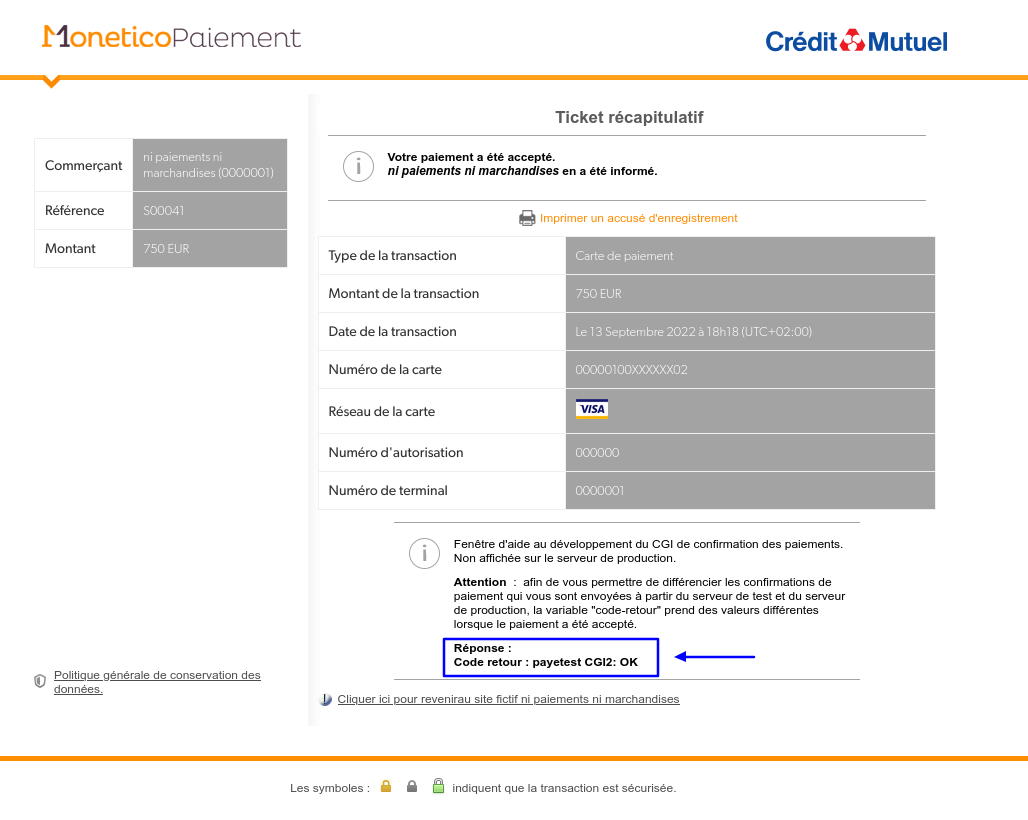 MoneticoPaiement
Crédit Mutuel
Commerçant
ni paiements ni
marchandises (0000001)
Référence
S00041
Montant
750 EUR
Ticket récapitulatif
i
Votre paiement a été accepté.
ni paiements ni marchandises en a été informé.
Imprimer un accusé d'enregistrement
Type de la transaction
Carte de paiement
Montant de la transaction
750 EUR
Date de la transaction
Le 13 Septembre 2022 à 18h18 (UTC+02:00)
Numéro de la carte
00000100XXXXXX02
Réseau de la carte
VISA
Numéro d'autorisation
000000
Numéro de terminal
0000001
i
Fenêtre d'aide au développement du CGI de confirmation des paiements.
Non affichée sur le serveur de production.
Attention : afin de vous permettre de différencier les confirmations de
paiement qui vous sont envoyées à partir du serveur de test et du serveur
de production, la variable "code-retour" prend des valeurs différentes
lorsque le paiement a été accepté.
Réponse :
Code retour : payetest CGI2: OK
Politique générale de conservation des
données.
Cliquer ici pour revenirau site fictif ni paiements ni marchandises
Les symboles : indiquent que la transaction est sécurisée.